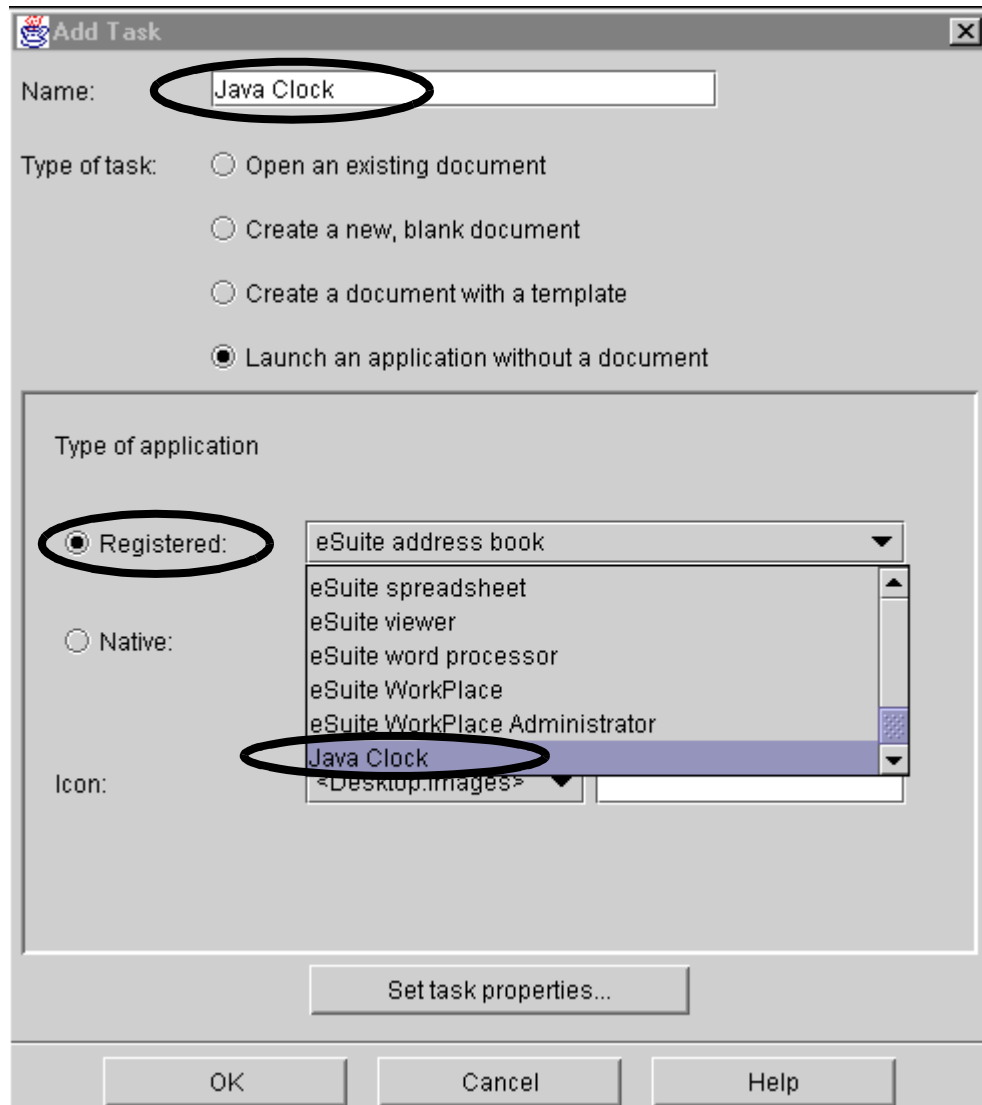 Add Task
Name: Java Clock
Type of task: Open an existing document
Create a new, blank document
Create a document with a template
Launch an application without a document
Type of application
Registered: eSuite address book
eSuite spreadsheet
eSuite viewer
Native:
eSuite word processor
eSuite WorkPlace
eSuite WorkPlace Administrator
Java Clock
Icon: <Desktop.images>
Set task properties...
OK Cancel Help